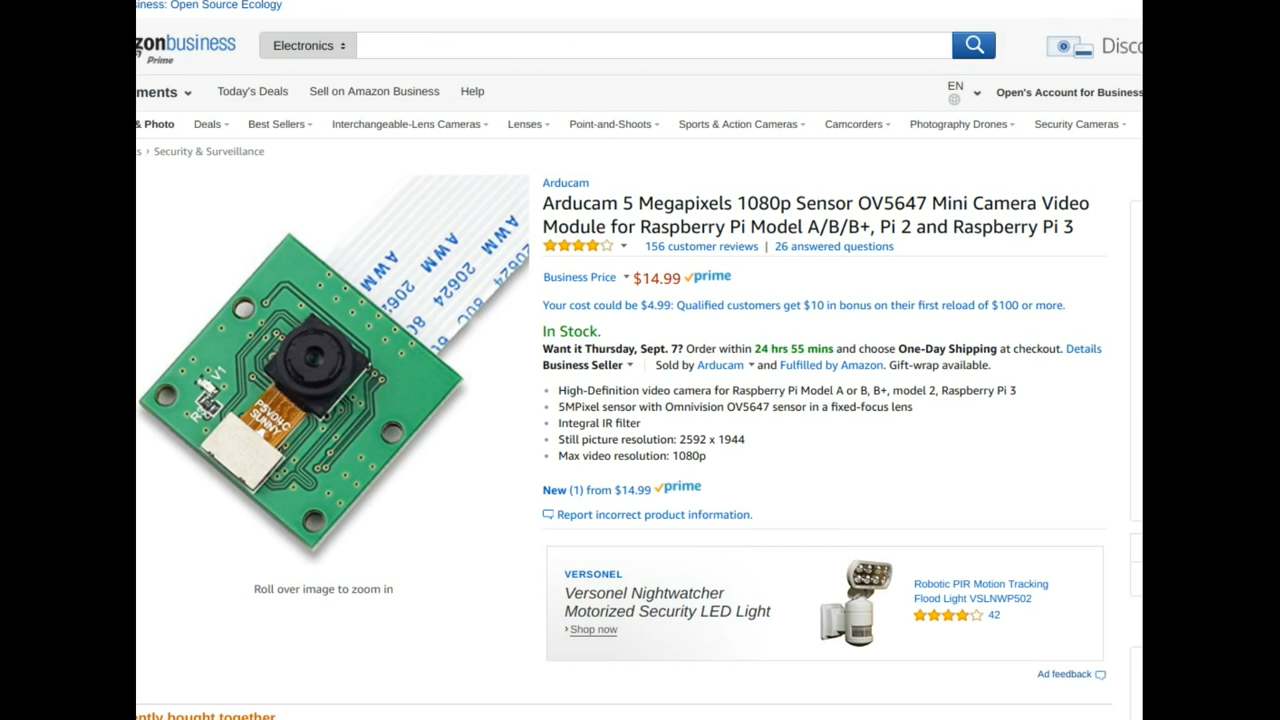 iness: Open Source Ecology
zonbusiness
Prime
Electronics
Disco
ments
Today's Deals
Sell on Amazon Business
Help
EN
Open's Account for Business
& Photo
Deals
Best Sellers
Interchangeable-Lens Cameras
Lenses
Point-and-Shoots
Sports & Action Cameras
Camcorders
Photography Drones
Security Cameras
s › Security & Surveillance
AWM 20624 80C
AWM 20624
AWM 20624
V1
P5V04C
SUNNY
Roll over image to zoom in
Arducam
Arducam 5 Megapixels 1080p Sensor OV5647 Mini Camera Video
Module for Raspberry Pi Model A/B/B+, Pi 2 and Raspberry Pi 3
156 customer reviews | 26 answered questions
Business Price $14.99 prime
Your cost could be $4.99: Qualified customers get $10 in bonus on their first reload of $100 or more.
In Stock.
Want it Thursday, Sept. 7? Order within 24 hrs 55 mins and choose One-Day Shipping at checkout. Details
Business Seller | Sold by Arducam and Fulfilled by Amazon. Gift-wrap available.
• High-Definition video camera for Raspberry Pi Model A or B, B+, model 2, Raspberry Pi 3
• 5MPixel sensor with Omnivision OV5647 sensor in a fixed-focus lens
• Integral IR filter
• Still picture resolution: 2592 x 1944
• Max video resolution: 1080p
New (1) from $14.99 prime
Report incorrect product information.
VERSONEL
Versonel Nightwatcher
Motorized Security LED Light
› Shop now
Robotic PIR Motion Tracking
Flood Light VSLNWP502
42
Ad feedback
ntly bought together